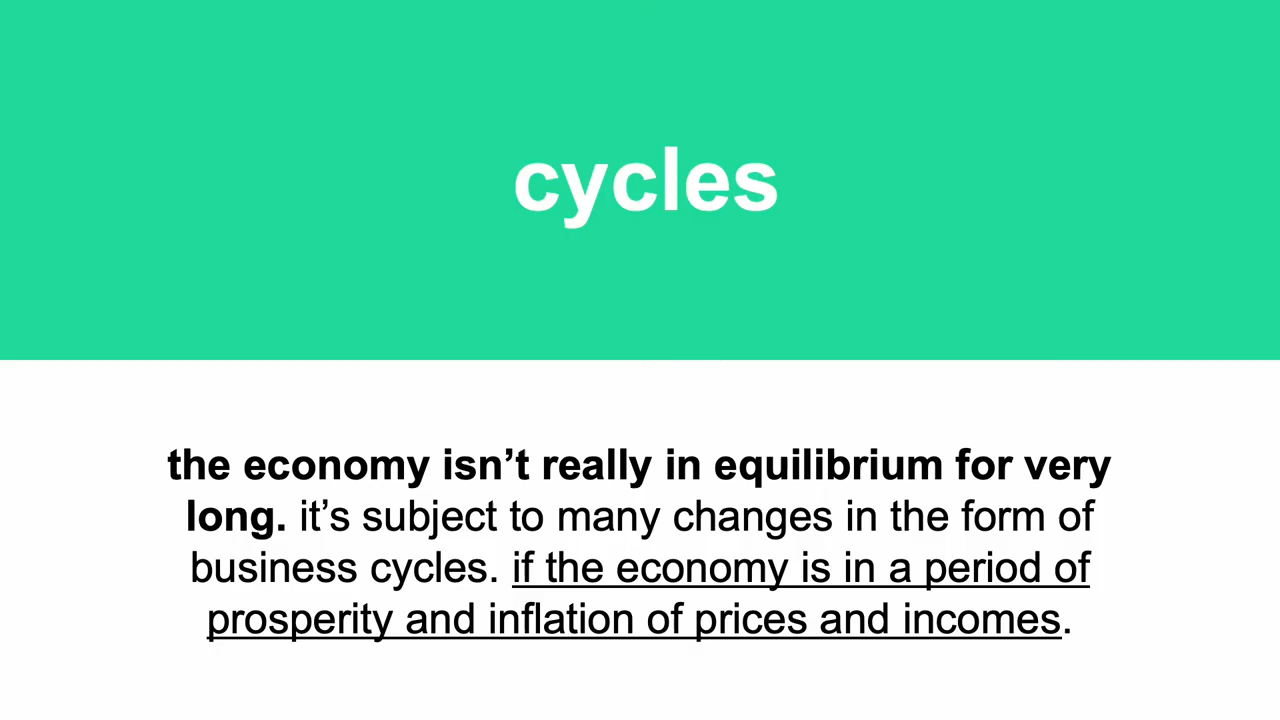 cycles
the economy isn’t really in equilibrium for very
long. it’s subject to many changes in the form of
business cycles. if the economy is in a period of
prosperity and inflation of prices and incomes.